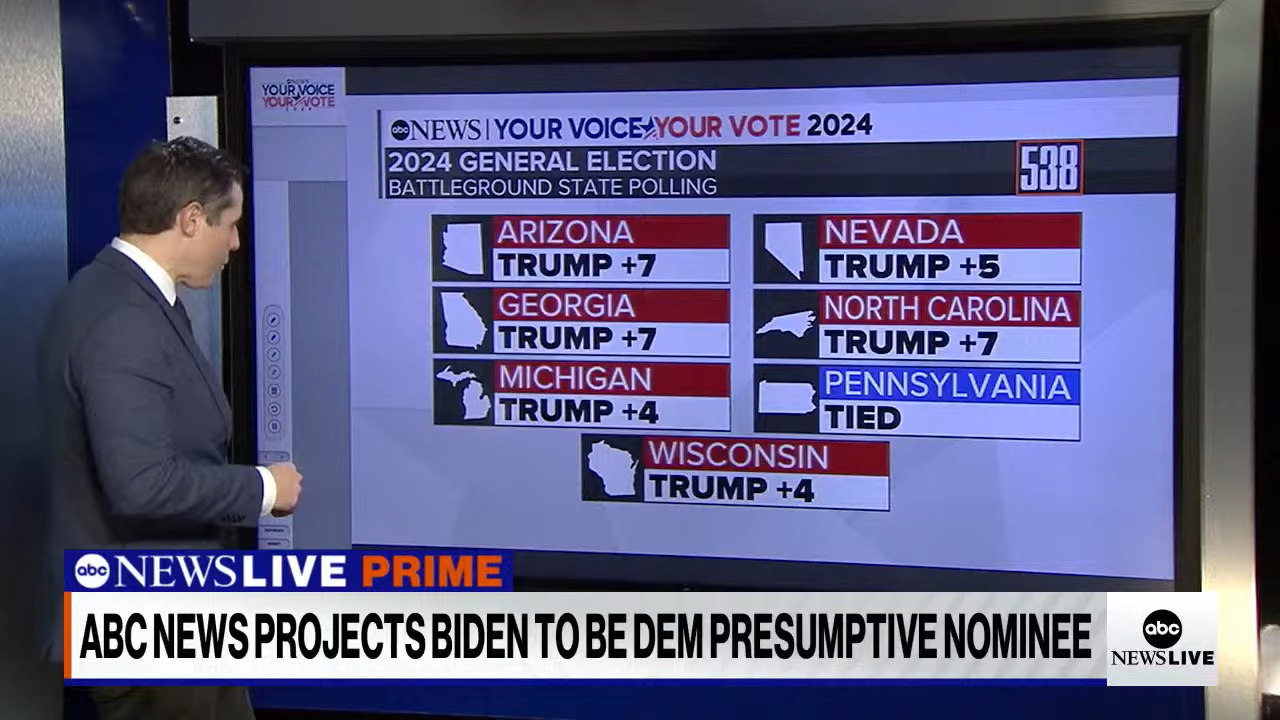 abc NEWS
YOUR VOICE
YOUR VOTE
abc NEWS | YOUR VOICE YOUR VOTE 2024
2024 GENERAL ELECTION
BATTLEGROUND STATE POLLING
538
ARIZONA
TRUMP +7
NEVADA
TRUMP +5
GEORGIA
TRUMP +7
NORTH CAROLINA
TRUMP +7
MICHIGAN
TRUMP +4
PENNSYLVANIA
TIED
WISCONSIN
TRUMP +4
abc NEWS LIVE PRIME
ABC NEWS PROJECTS BIDEN TO BE DEM PRESUMPTIVE NOMINEE
abc
NEWS LIVE